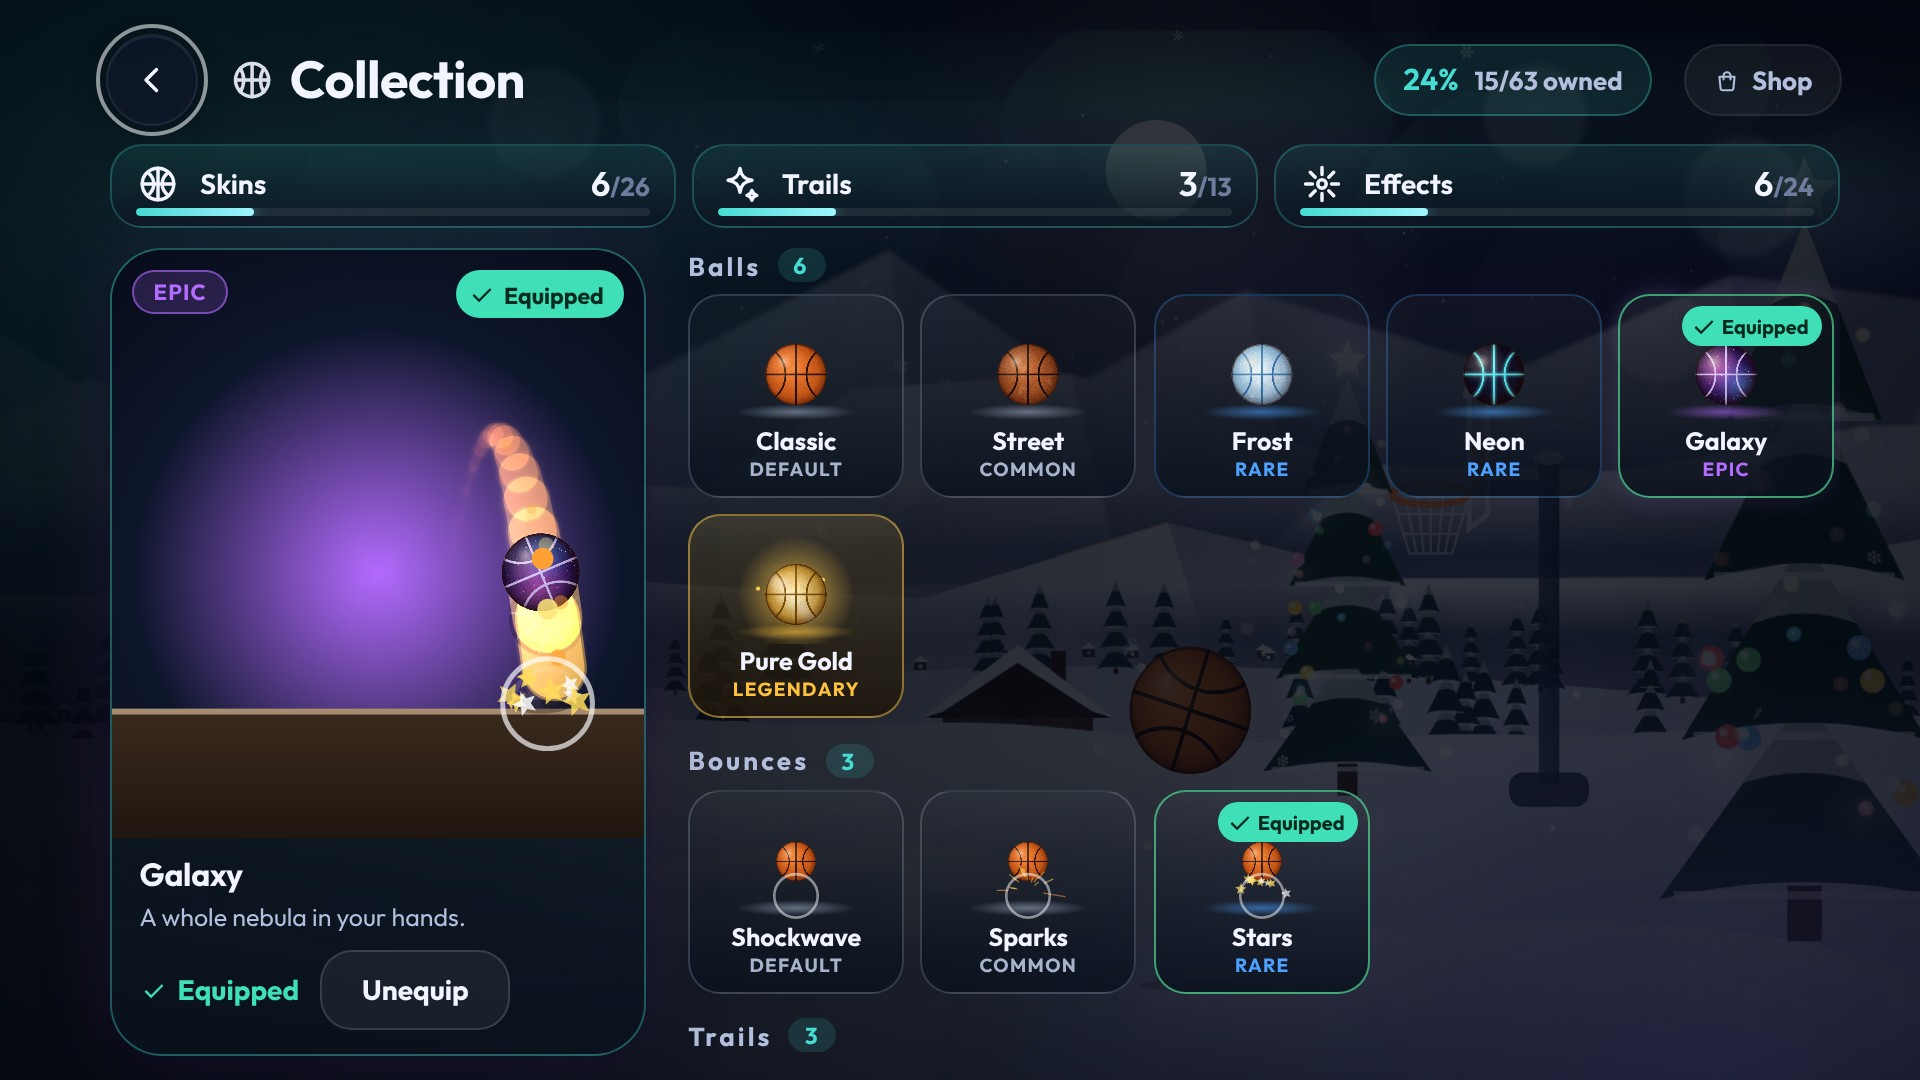 Collection
24% 15/63 owned
Shop
Skins 6/26
Trails 3/13
Effects 6/24
EPIC
Equipped
Galaxy
A whole nebula in your hands.
Equipped
Unequip
Balls 6
Classic
DEFAULT
Street
COMMON
Frost
RARE
Neon
RARE
Equipped
Galaxy
EPIC
Pure Gold
LEGENDARY
Bounces 3
Shockwave
DEFAULT
Sparks
COMMON
Equipped
Stars
RARE
Trails 3